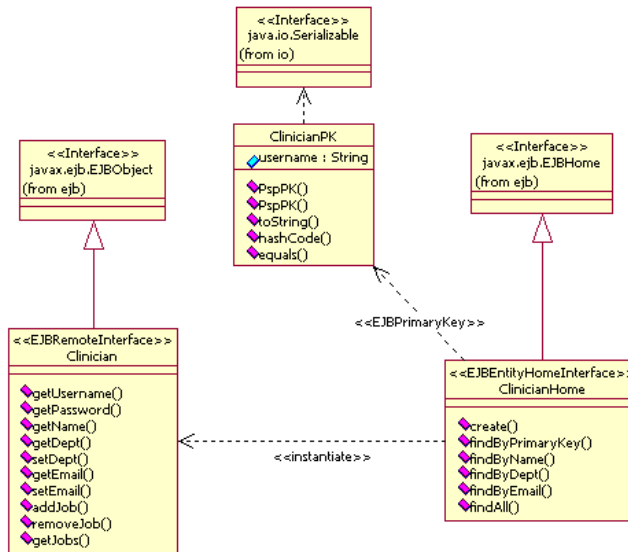 <<Interface>>
java.io.Serializable
(from io)
<<Interface>>
javax.ejb.EJBObject
(from ejb)
ClinicianPK
username : String
PspPK()
PspPK()
toString()
hashCode()
equals()
<<Interface>>
javax.ejb.EJBHome
(from ejb)
<<EJBPrimaryKey>>
<<EJBRemoteInterface>>
Clinician
getUsername()
getPassword()
getName()
getDept()
setDept()
getEmail()
setEmail()
addJob()
removeJob()
getJobs()
<<instantiate>>
<<EJBEntityHomeInterface>>
ClinicianHome
create()
findByPrimaryKey()
findByName()
findByDept()
findByEmail()
findAll()